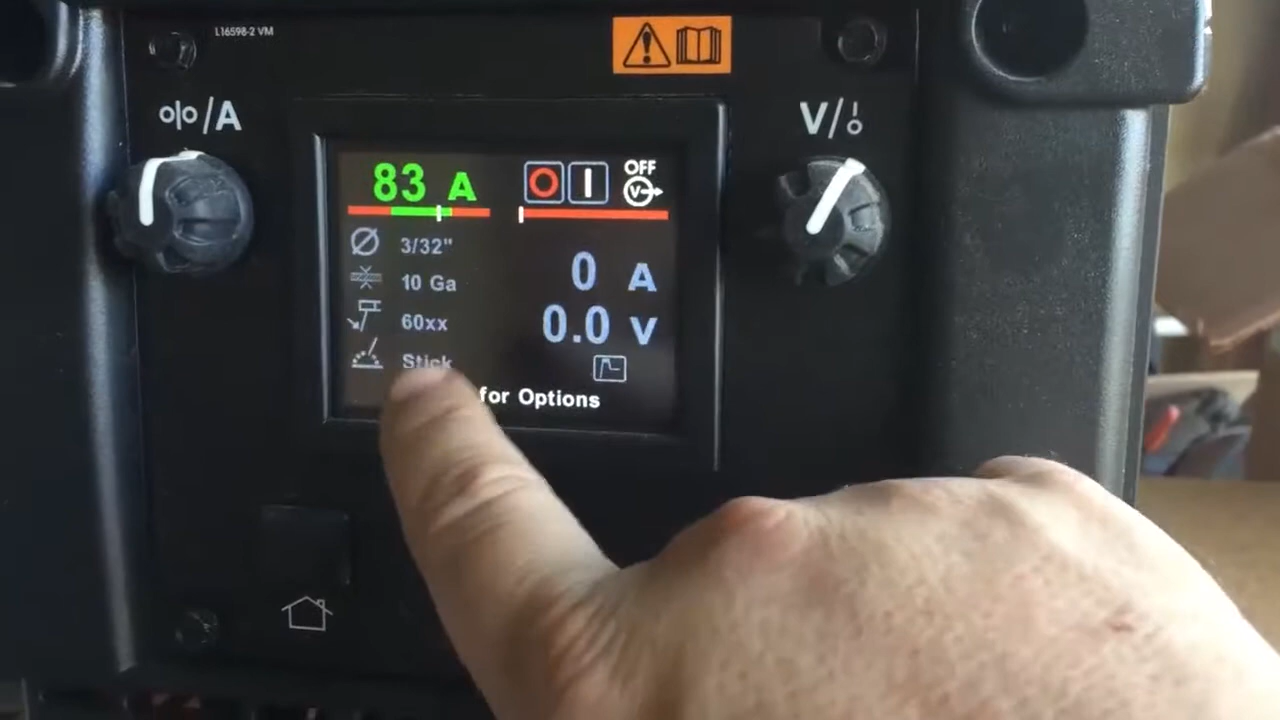 L16598-2 VM
/A
V/
83 A
OFF
V
3/32"
10 Ga
0 A
60xx
0.0 V
Stick
for Options